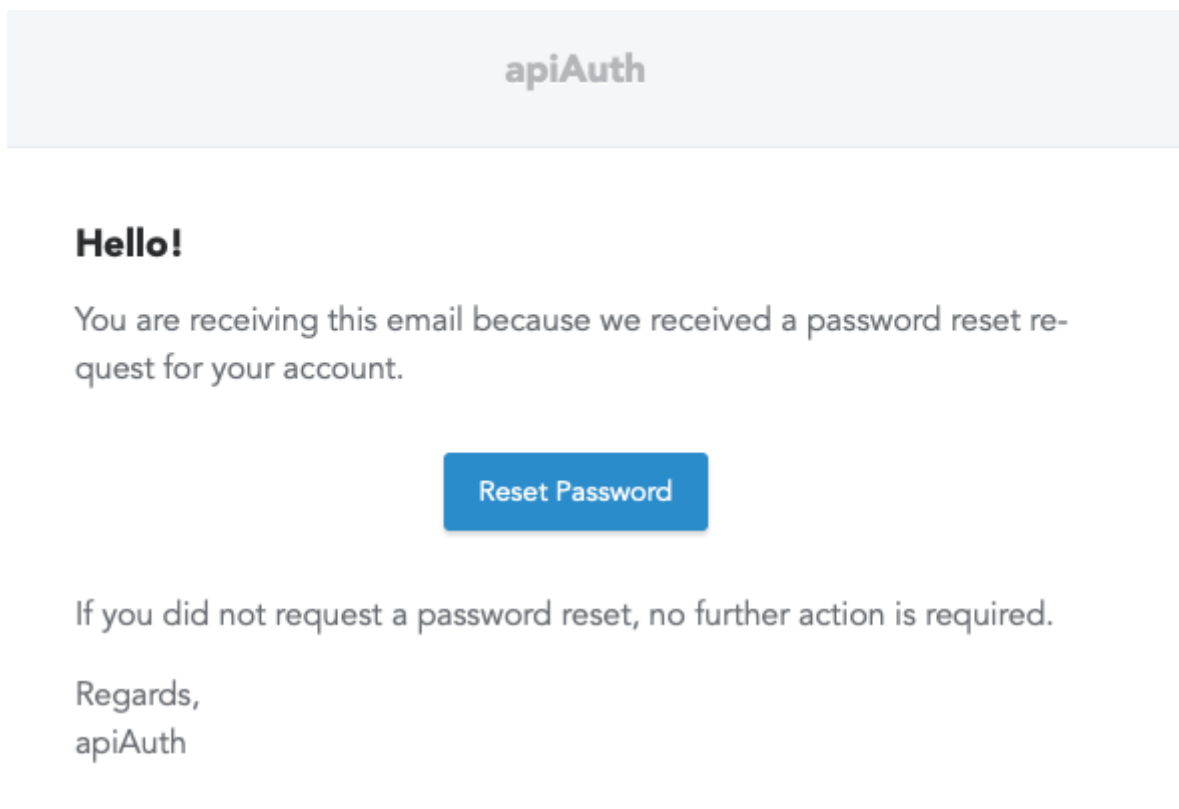 apiAuth
Hello!
You are receiving this email because we received a password reset re-
quest for your account.
Reset Password
If you did not request a password reset, no further action is required.
Regards,
apiAuth